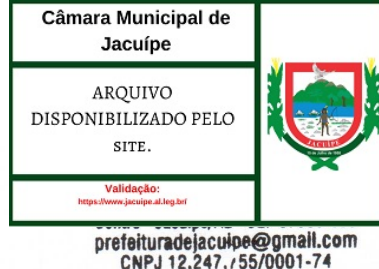 Câmara Municipal de
Jacuípe
ARQUIVO
DISPONIBILIZADO PELO
SITE.
Validação:
https://www.jacuipe.al.leg.br/
JACUÍPE
prefeituradejacuipe@gmail.com
CNPJ 12.247.755/0001-74